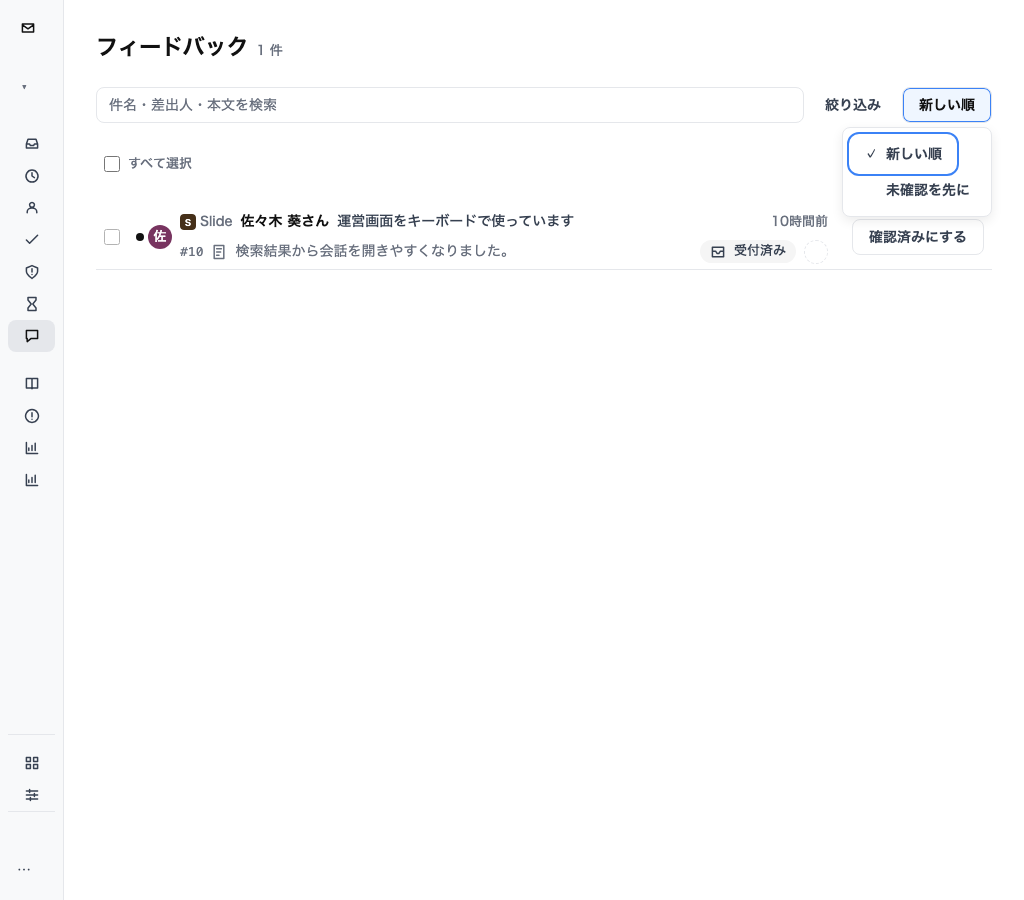 フィードバック 1 件
件名・差出人・本文を検索
絞り込み
新しい順
✓ 新しい順
未確認を先に
すべて選択
佐
S Slide 佐々木 葵さん 運営画面をキーボードで使っています
10時間前
#10 検索結果から会話を開きやすくなりました。
受付済み
確認済みにする